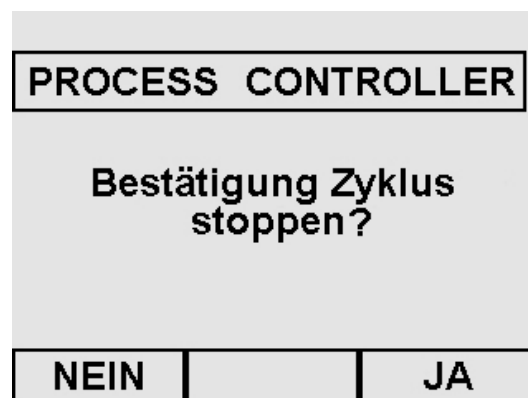 PROCESS CONTROLLER
Bestätigung Zyklus
stoppen?
NEIN
JA